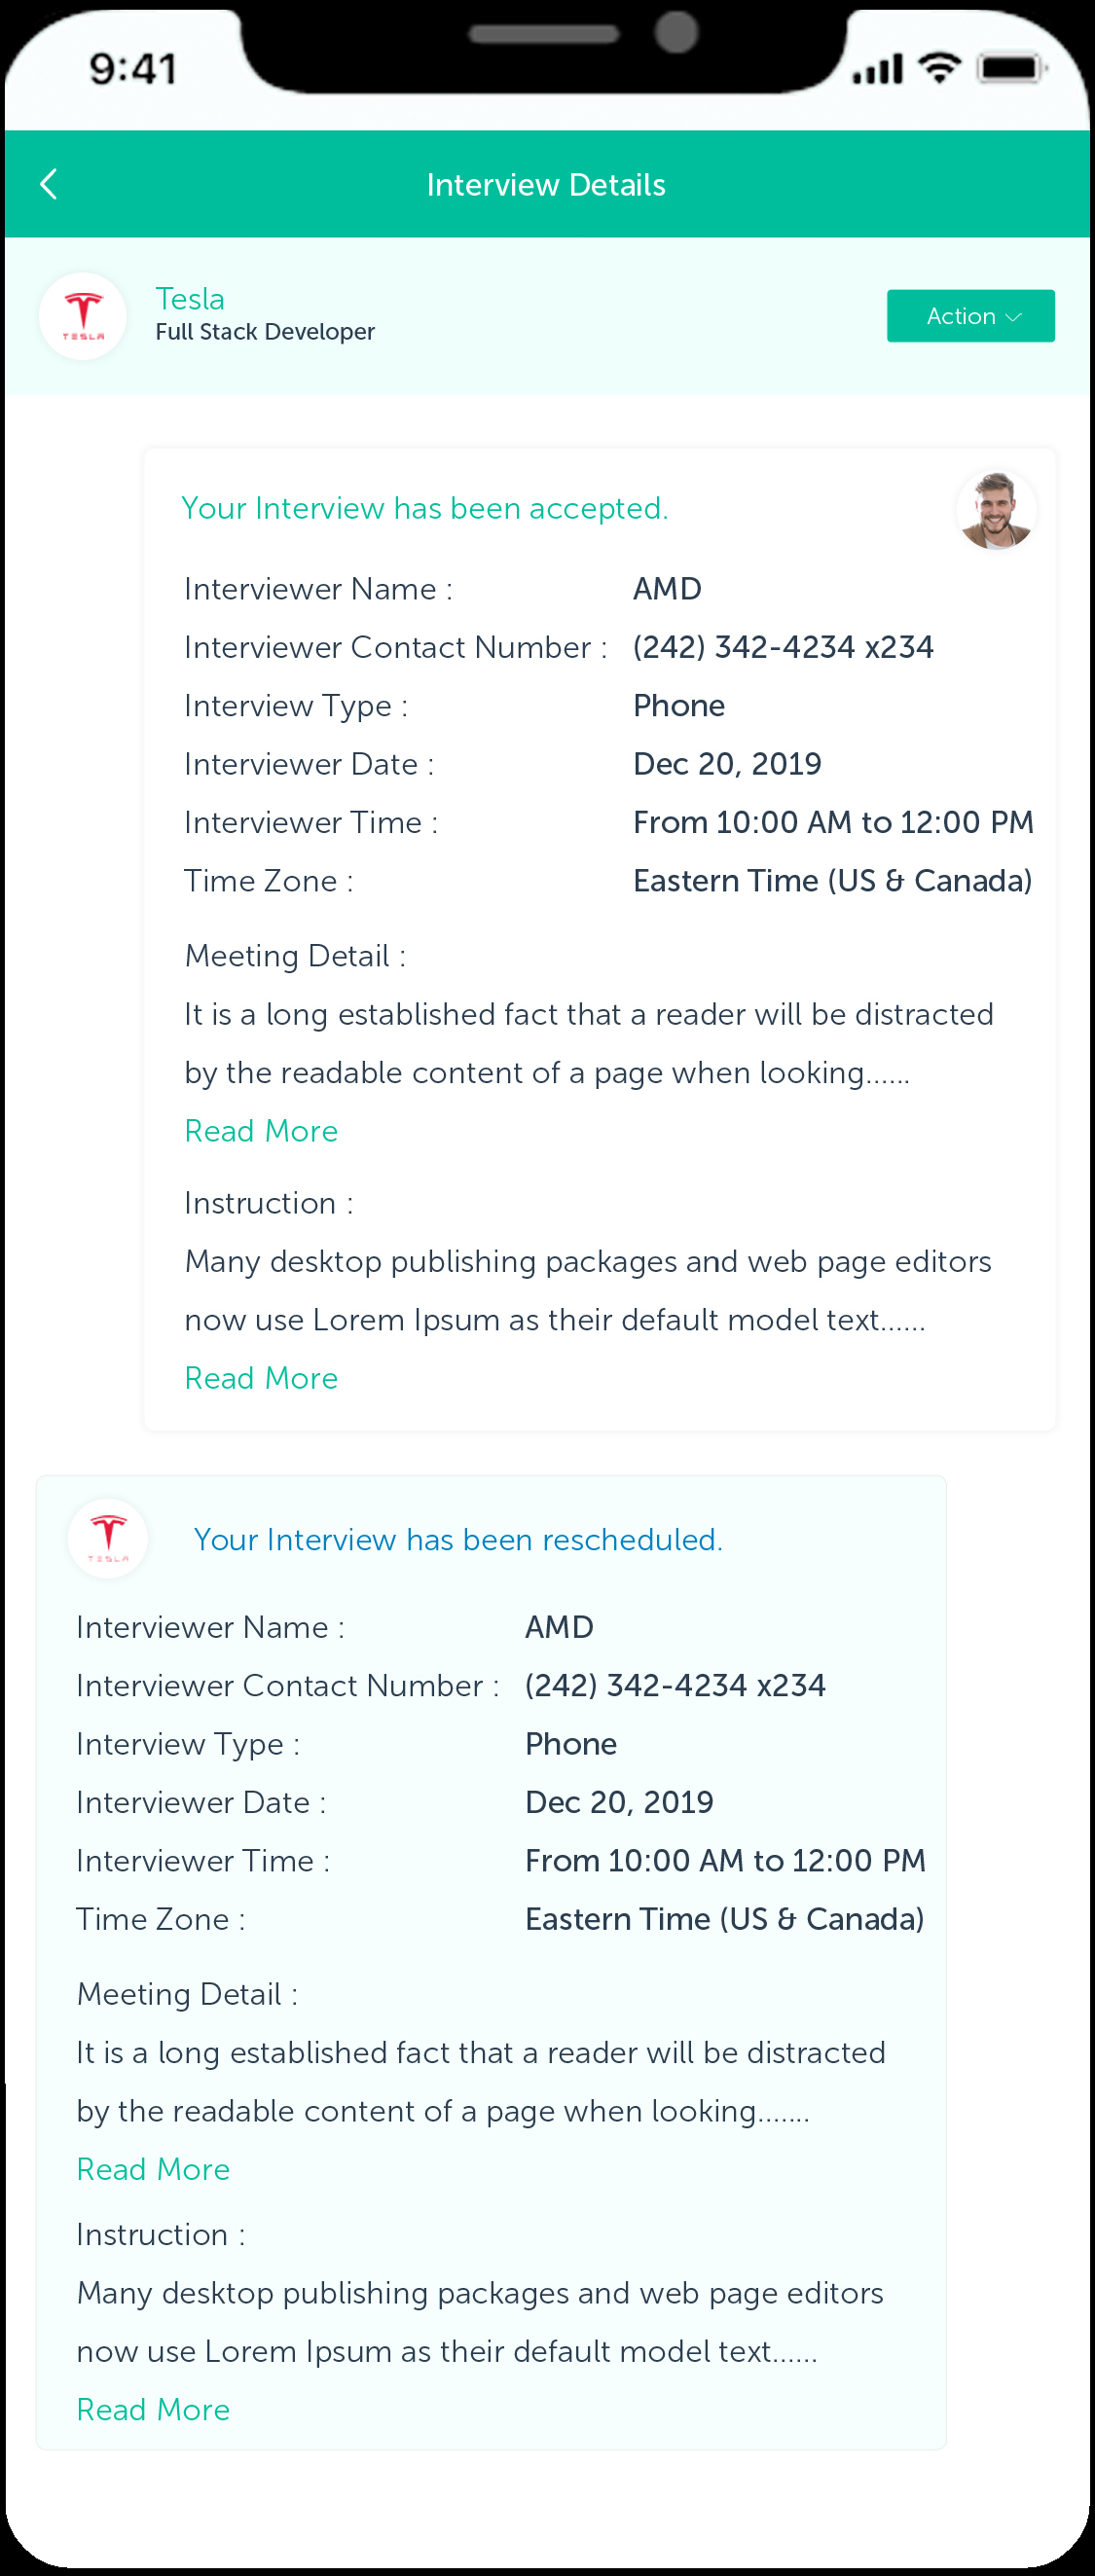 9:41
Interview Details
TESLA
Tesla
Full Stack Developer
Action
Your Interview has been accepted.
Interviewer Name : AMD
Interviewer Contact Number : (242) 342-4234 x234
Interview Type : Phone
Interviewer Date : Dec 20, 2019
Interviewer Time : From 10:00 AM to 12:00 PM
Time Zone : Eastern Time (US & Canada)
Meeting Detail :
It is a long established fact that a reader will be distracted
by the readable content of a page when looking......
Read More
Instruction :
Many desktop publishing packages and web page editors
now use Lorem Ipsum as their default model text......
Read More
TESLA
Your Interview has been rescheduled.
Interviewer Name : AMD
Interviewer Contact Number : (242) 342-4234 x234
Interview Type : Phone
Interviewer Date : Dec 20, 2019
Interviewer Time : From 10:00 AM to 12:00 PM
Time Zone : Eastern Time (US & Canada)
Meeting Detail :
It is a long established fact that a reader will be distracted
by the readable content of a page when looking.......
Read More
Instruction :
Many desktop publishing packages and web page editors
now use Lorem Ipsum as their default model text......
Read More